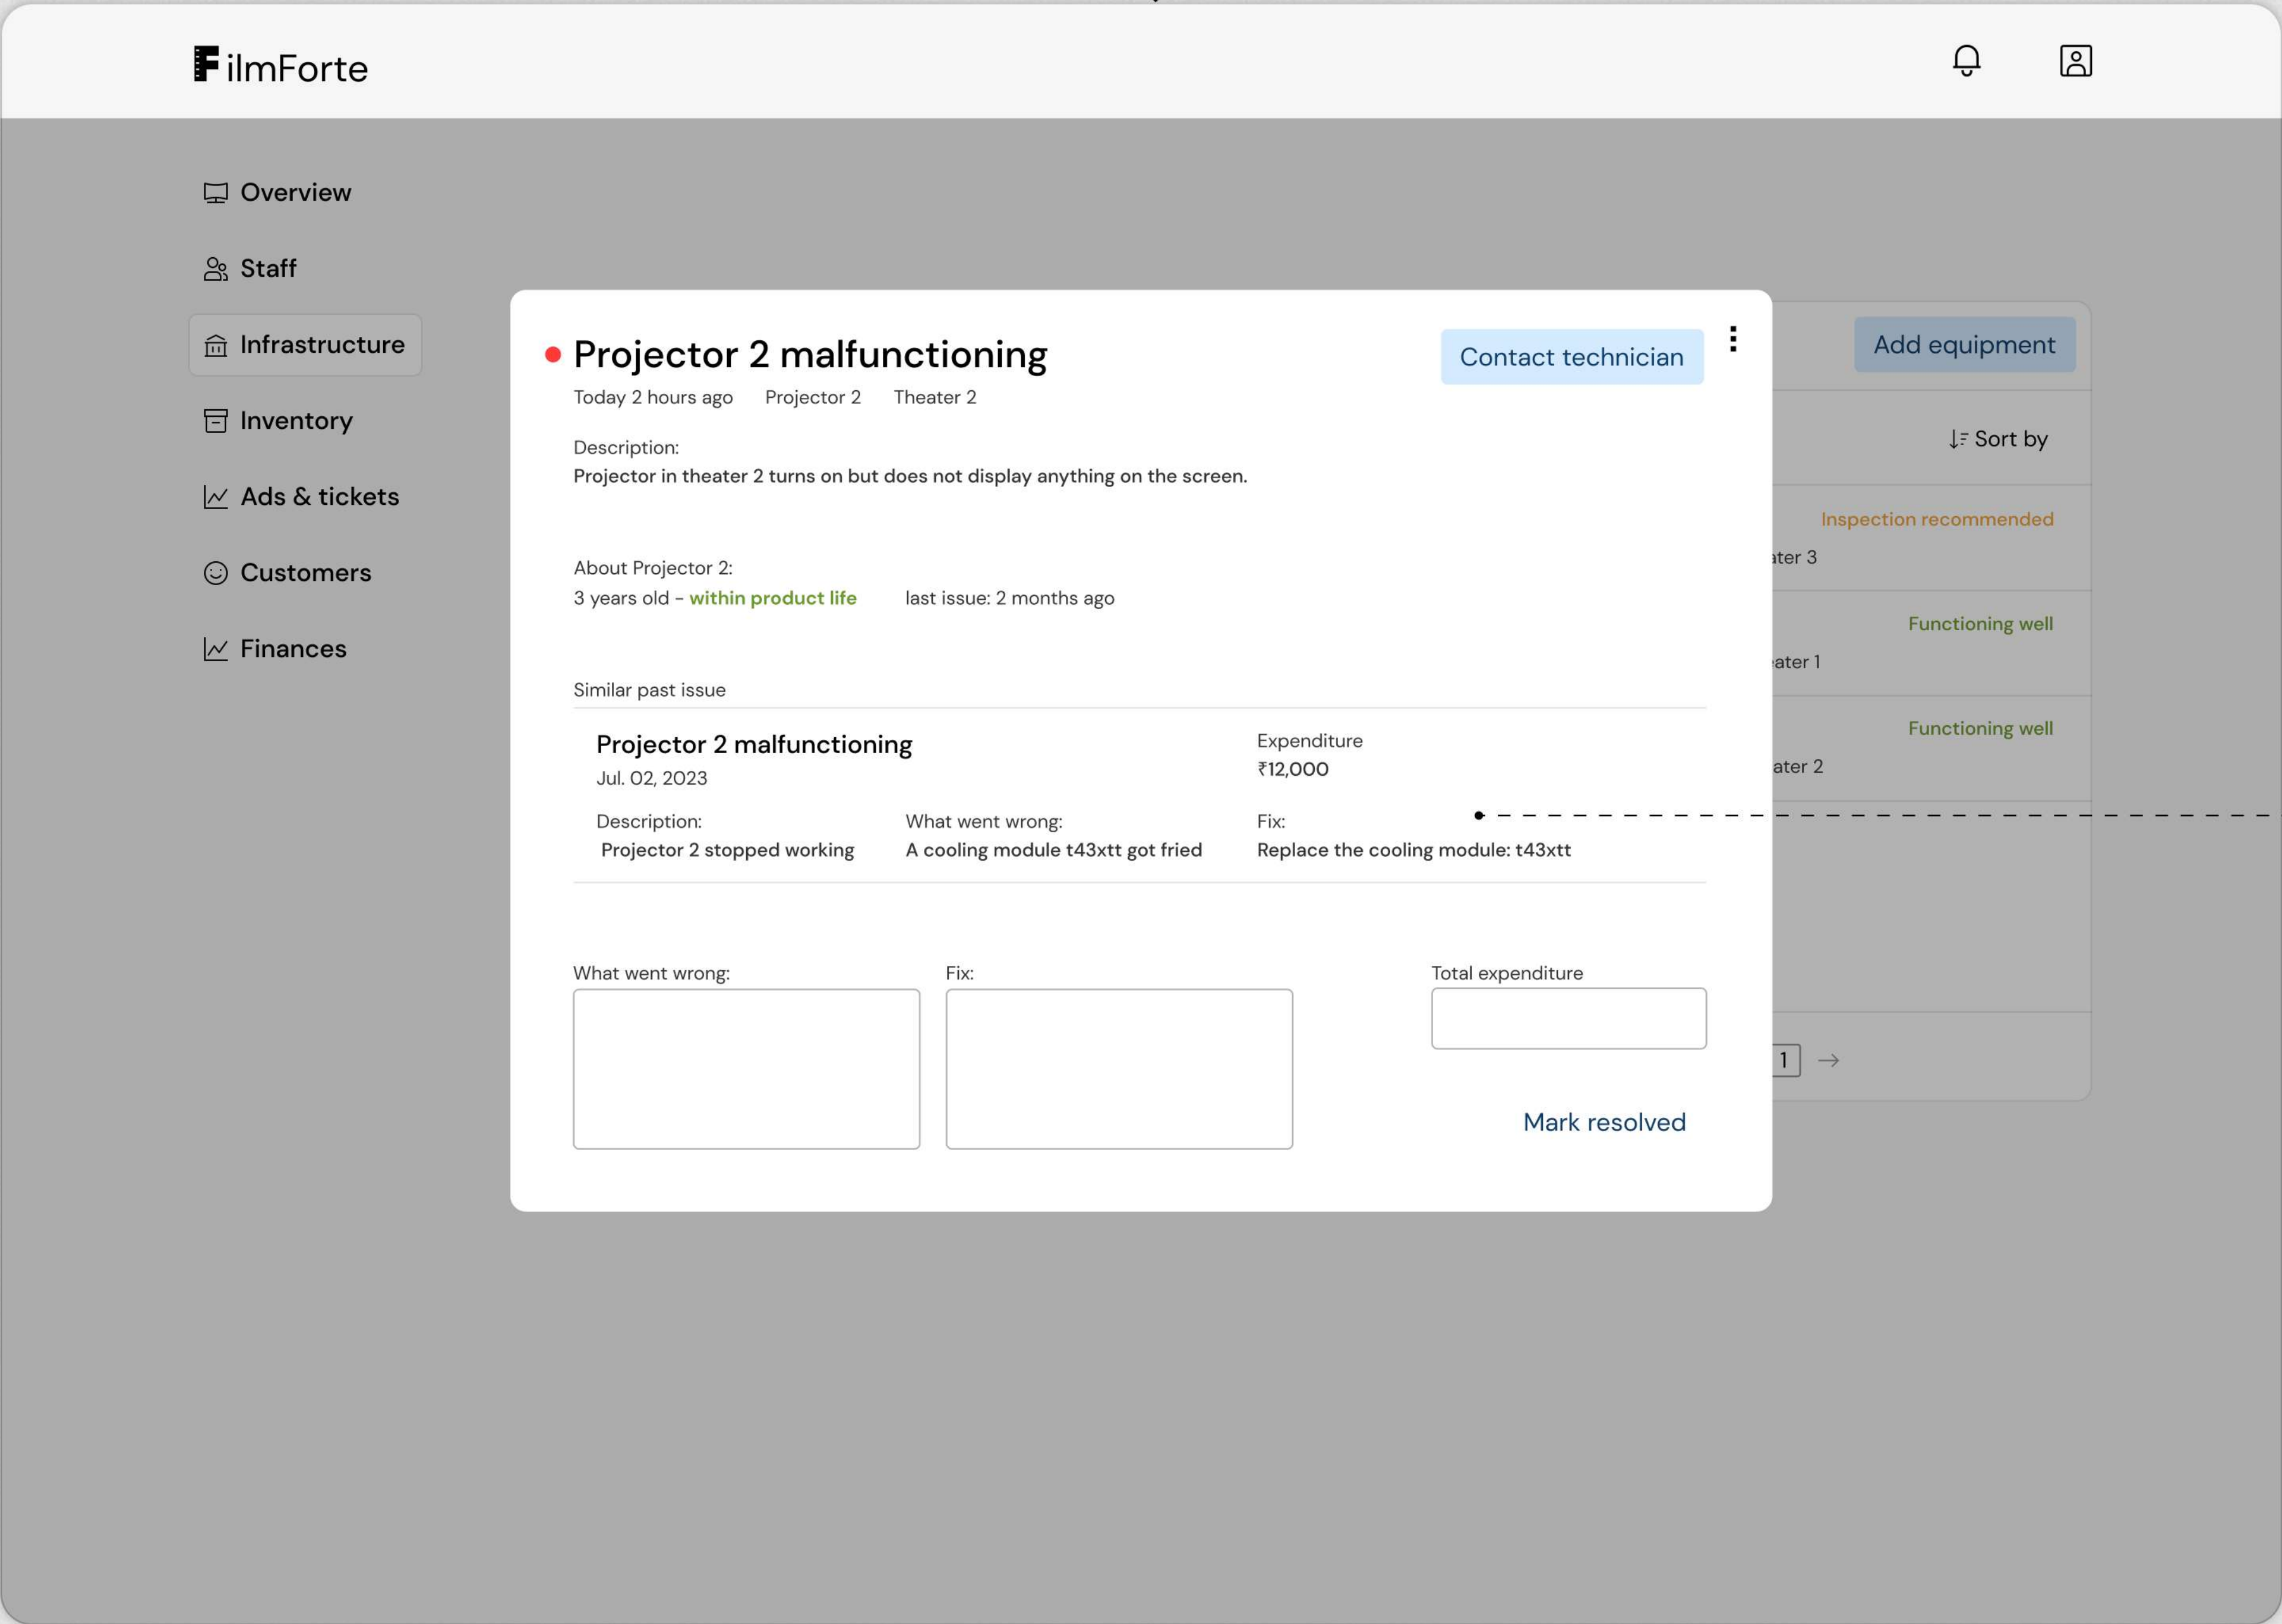 FilmForte
Overview
Staff
Infrastructure
Inventory
Ads & tickets
Customers
Finances
Projector 2 malfunctioning
Contact technician
Today 2 hours ago Projector 2 Theater 2
Description:
Projector in theater 2 turns on but does not display anything on the screen.
About Projector 2:
3 years old - within product life last issue: 2 months ago
Similar past issue
Projector 2 malfunctioning
Jul. 02, 2023
Expenditure
₹12,000
Description:
Projector 2 stopped working
What went wrong:
A cooling module t43xtt got fried
Fix:
Replace the cooling module: t43xtt
What went wrong:
Fix:
Total expenditure
Mark resolved
Add equipment
Sort by
Inspection recommended
ater 3
Functioning well
ater 1
Functioning well
ater 2
1